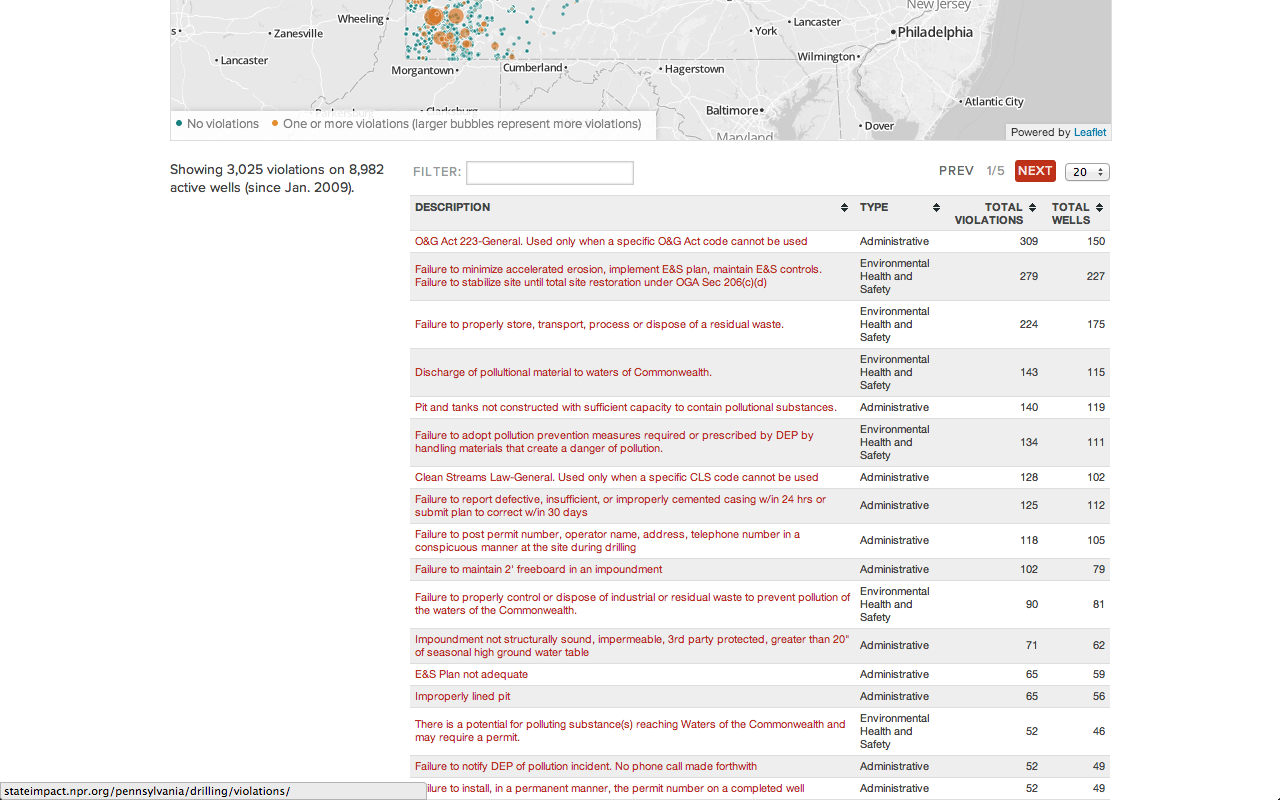 New Jersey
Wheeling
Lancaster
Zanesville
York
Philadelphia
s
Lancaster
Wilmington
Morgantown
Cumberland
Hagerstown
Parkersburg
Clarksburg
Baltimore
Atlantic City
Dover
Maryland
No violations
One or more violations (larger bubbles represent more violations)
Powered by Leaflet
Showing 3,025 violations on 8,982
active wells (since Jan. 2009).
FILTER:
PREV 1/5 NEXT 20
DESCRIPTION TYPE TOTAL VIOLATIONS TOTAL WELLS
O&G Act 223-General. Used only when a specific O&G Act code cannot be used Administrative 309 150
Failure to minimize accelerated erosion, implement E&S plan, maintain E&S controls.
Failure to stabilize site until total site restoration under OGA Sec 206(c)(d)
Environmental
Health and
Safety
279 227
Failure to properly store, transport, process or dispose of a residual waste.
Environmental
Health and
Safety
224 175
Discharge of pollultional material to waters of Commonwealth.
Environmental
Health and
Safety
143 115
Pit and tanks not constructed with sufficient capacity to contain pollutional substances. Administrative 140 119
Failure to adopt pollution prevention measures required or prescribed by DEP by
handling materials that create a danger of pollution.
Environmental
Health and
Safety
134 111
Clean Streams Law-General. Used only when a specific CLS code cannot be used Administrative 128 102
Failure to report defective, insufficient, or improperly cemented casing w/in 24 hrs or
submit plan to correct w/in 30 days
Administrative 125 112
Failure to post permit number, operator name, address, telephone number in a
conspicuous manner at the site during drilling
Administrative 118 105
Failure to maintain 2' freeboard in an impoundment Administrative 102 79
Failure to properly control or dispose of industrial or residual waste to prevent pollution of
the waters of the Commonwealth.
Environmental
Health and
Safety
90 81
Impoundment not structurally sound, impermeable, 3rd party protected, greater than 20"
of seasonal high ground water table
Administrative 71 62
E&S Plan not adequate Administrative 65 59
Improperly lined pit Administrative 65 56
There is a potential for polluting substance(s) reaching Waters of the Commonwealth and
may require a permit.
Environmental
Health and
Safety
52 46
Failure to notify DEP of pollution incident. No phone call made forthwith Administrative 52 49
ilure to install, in a permanent manner, the permit number on a completed well Administrative 52 49
stateimpact.npr.org/pennsylvania/drilling/violations/